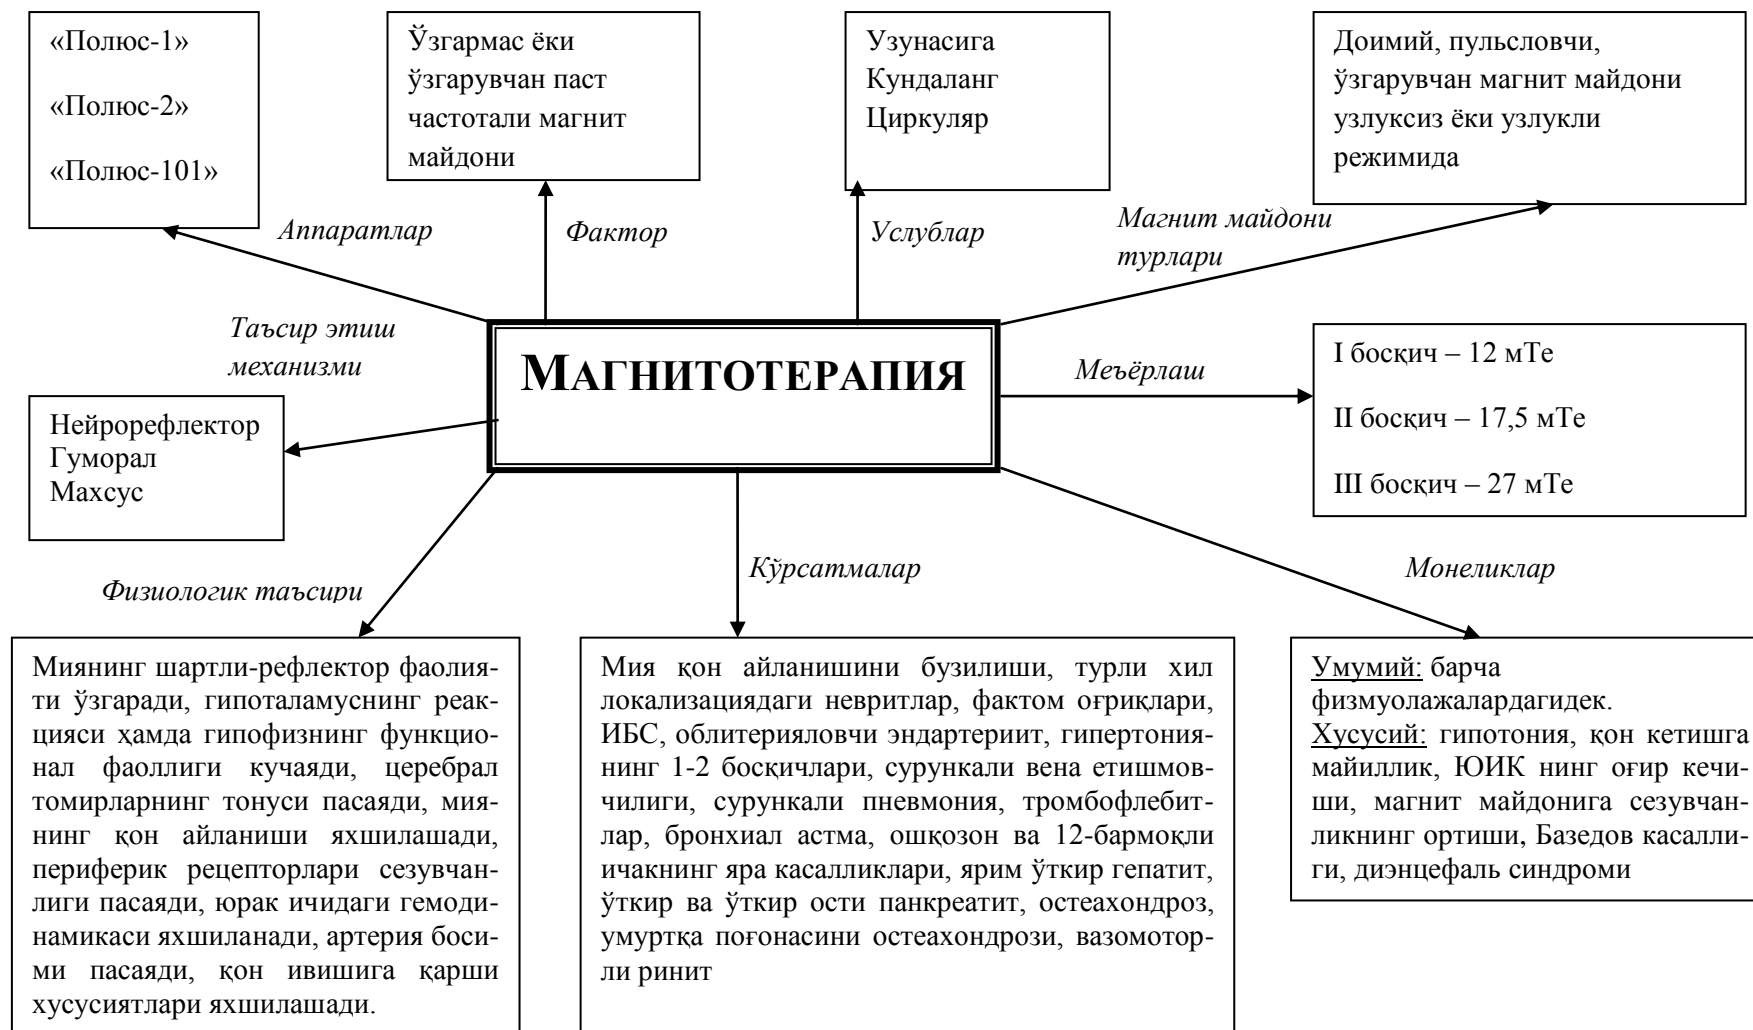 «Полюс-1»
«Полюс-2»
«Полюс-101»
Ўзгармас ёки
ўзгарувчан паст
частотали магнит
майдони
Узунасига
Кундаланг
Циркуляр
Доимий, пульсловчи,
ўзгарувчан магнит майдони
узлуксиз ёки узлукли
режимида
Аппаратлар
Фактор
Услублар
Магнит майдони
турлари
Таъсир этиш
механизми
МАГНИТОТЕРАПИЯ
Меъёрлаш
I босқич – 12 мТе
II босқич – 17,5 мТе
III босқич – 27 мТе
Нейрорефлектор
Гуморал
Махсус
Физиологик таъсири
Кўрсатмалар
Монеликлар
Миянинг шартли-рефлектор фаолия-
ти ўзгаради, гипоталамуснинг реак-
цияси ҳамда гипофизнинг функцио-
нал фаоллиги кучаяди, церебрал
томирларнинг тонуси пасаяди, мия-
нинг қон айланиши яхшилашади,
периферик рецепторлари сезувчан-
лиги пасаяди, юрак ичидаги гемоди-
намикаси яхшиланади, артерия боси-
ми пасаяди, қон ивишига қарши
хусусиятлари яхшилашади.
Мия қон айланишини бузилиши, турли хил
локализациядаги невритлар, фактом оғриқлари,
ИБС, облитерияловчи эндартериит, гипертония-
нинг 1-2 босқичлари, сурункали вена етишмов-
чилиги, сурункали пневмония, тромбофлебит-
лар, бронхиал астма, ошқозон ва 12-бармоқли
ичакнинг яра касалликлари, ярим ўткир гепатит,
ўткир ва ўткир ости панкреатит, остеахондроз,
умуртқа поғонасини остеахондрози, вазомотор-
ли ринит
Умумий: барча
физмуолажалардагидек.
Хусусий: гипотония, қон кетишга
майиллик, ЮИК нинг оғир кечи-
ши, магнит майдонига сезувчан-
ликнинг ортиши, Базедов касалли-
ги, диэнцефаль синдроми